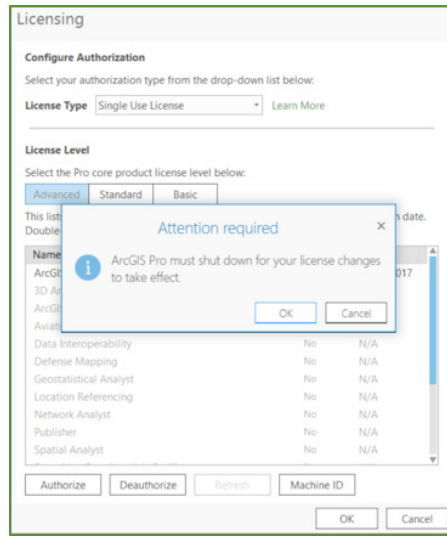 Licensing
Configure Authorization
Select your authorization type from the drop-down list below:
License Type Single Use License Learn More
License Level
Select the Pro core product license level below:
Advanced Standard Basic
This lists n date.
Double-
Attention required
ArcGIS Pro must shut down for your license changes
to take effect.
OK Cancel
Name
ArcGIS 017
3D An
ArcGI
Aviati
Data Interoperability No N/A
Defense Mapping No N/A
Geostatistical Analyst No N/A
Location Referencing No N/A
Network Analyst No N/A
Publisher No N/A
Spatial Analyst No N/A
Authorize Deauthorize Refresh Machine ID
OK Cancel